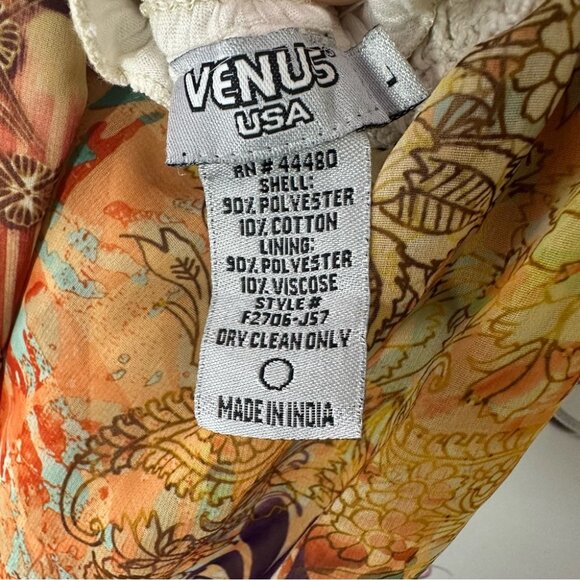 VENUS
USA
L
RN # 44480
SHELL:
90% POLYESTER
10% COTTON
LINING:
90% POLYESTER
10% VISCOSE
STYLE #
F2706-J57
DRY CLEAN ONLY
MADE IN INDIA